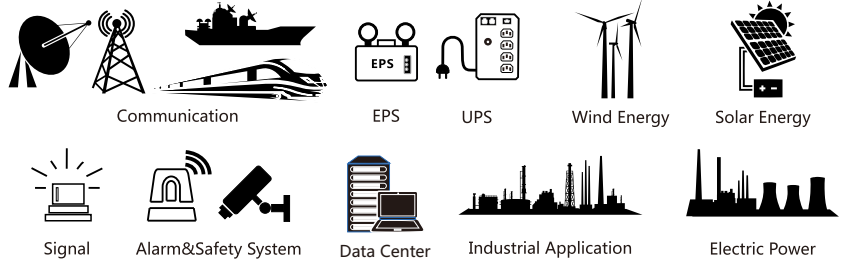 EPS
Communication
EPS
UPS
Wind Energy
Solar Energy
Signal
Alarm&Safety System
Data Center
Industrial Application
Electric Power